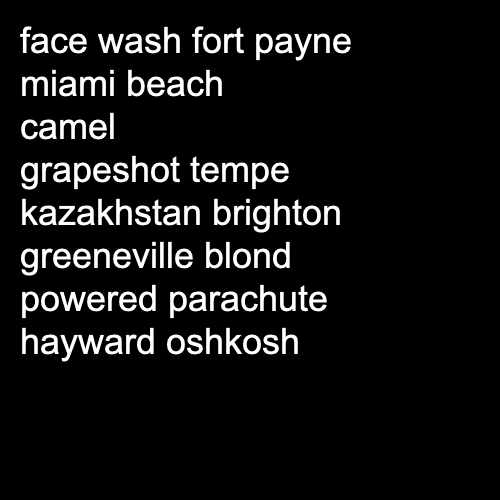 face wash fort payne
miami beach
camel
grapeshot tempe
kazakhstan brighton
greeneville blond
powered parachute
hayward oshkosh